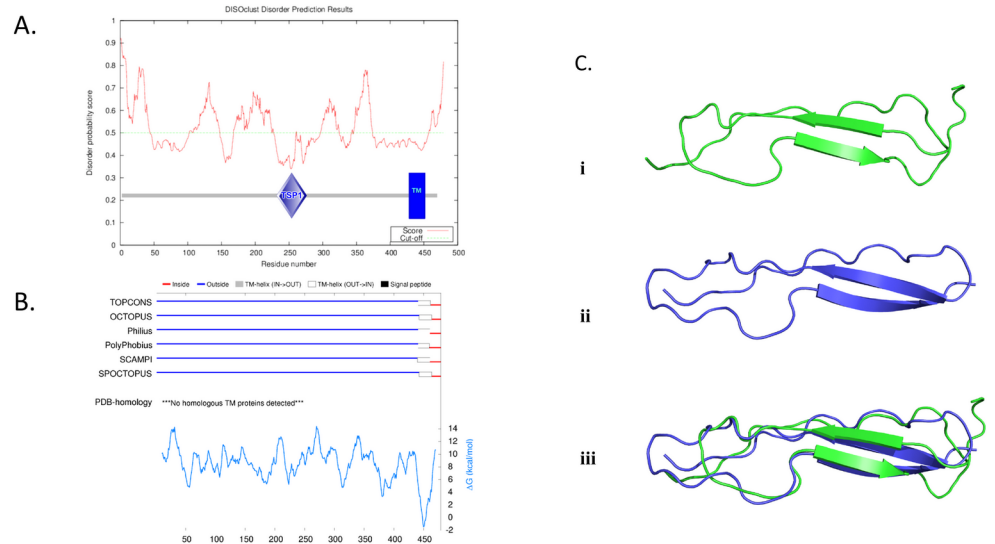 A.
DISOclust Disorder Prediction Results
Disorder probability score
1
0.9
0.8
0.7
0.6
0.5
0.4
0.3
0.2
0.1
0
TSP1
TM
Score
Cut-off
0 50 100 150 200 250 300 350 400 450 500
Residue number
B.
Inside Outside TM-helix (IN->OUT) TM-helix (OUT->IN) Signal peptide
TOPCONS
OCTOPUS
Philius
PolyPhobius
SCAMPI
SPOCTOPUS
PDB-homology ***No homologous TM proteins detected***
14
12
10
8
6
4
2
0
-2
ΔG (kcal/mol)
50 100 150 200 250 300 350 400 450
C.
i
ii
iii